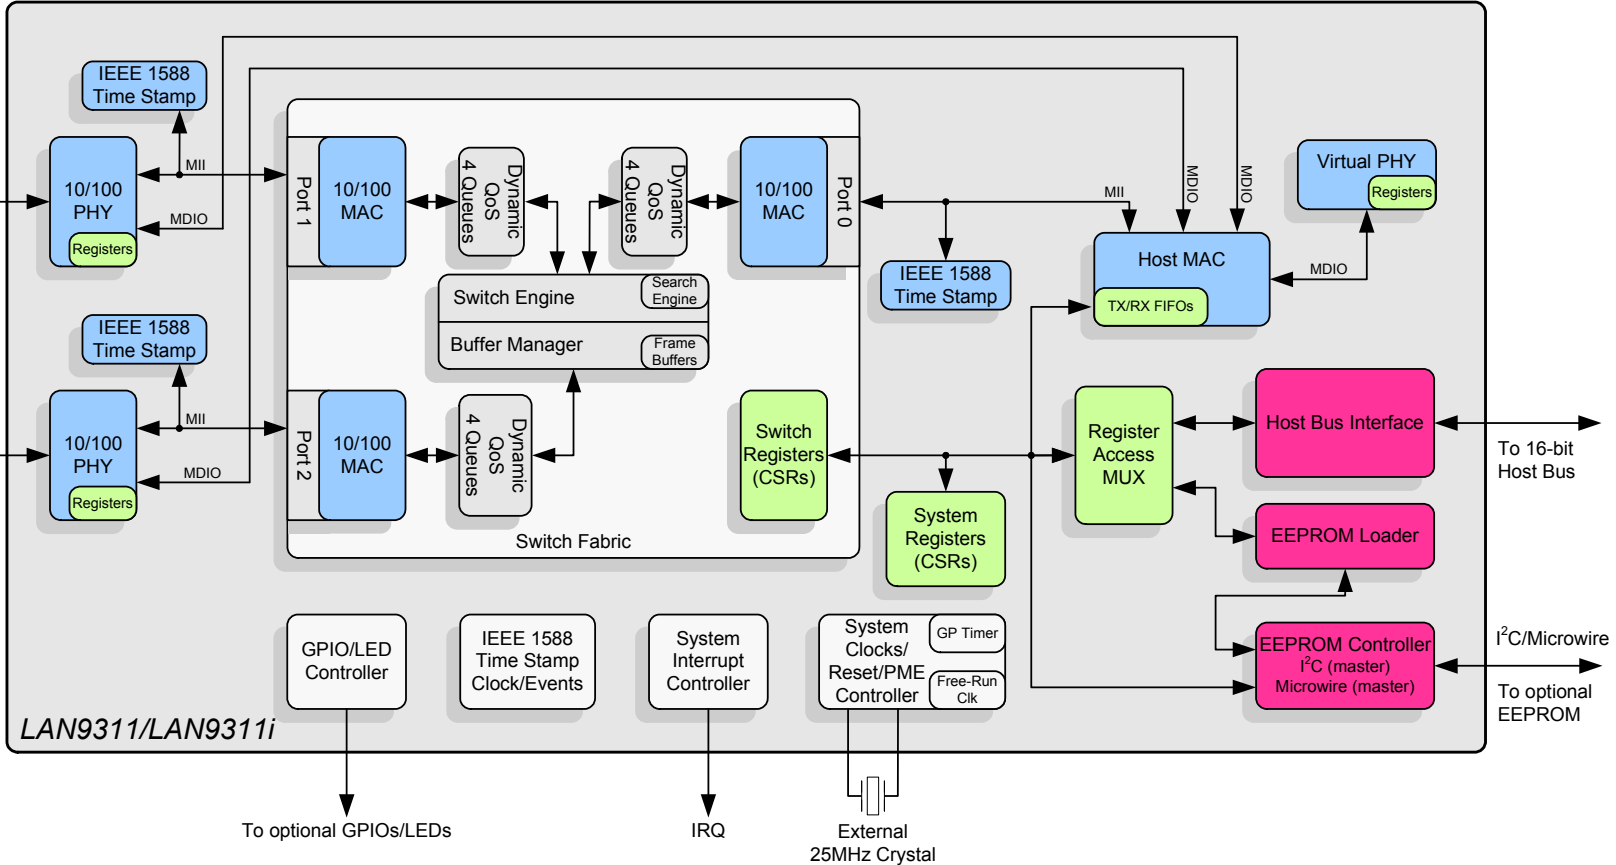 IEEE 1588
Time Stamp
10/100
PHY
Registers
MII
MDIO
IEEE 1588
Time Stamp
10/100
PHY
Registers
MII
MDIO
Port 1
10/100
MAC
Dynamic
QoS
4 Queues
Dynamic
QoS
4 Queues
10/100
MAC
Port 0
Switch Engine
Search
Engine
Buffer Manager
Frame
Buffers
Port 2
10/100
MAC
Dynamic
QoS
4 Queues
Switch
Registers
(CSRs)
Switch Fabric
MII
MDIO
MDIO
IEEE 1588
Time Stamp
Host MAC
TX/RX FIFOs
MDIO
Virtual PHY
Registers
System
Registers
(CSRs)
Register
Access
MUX
Host Bus Interface
To 16-bit
Host Bus
EEPROM Loader
EEPROM Controller
I²C (master)
Microwire (master)
I²C/Microwire
To optional
EEPROM
GPIO/LED
Controller
IEEE 1588
Time Stamp
Clock/Events
System
Interrupt
Controller
System
Clocks/
Reset/PME
Controller
GP Timer
Free-Run
Clk
LAN9311/LAN9311i
To optional GPIOs/LEDs
IRQ
External
25MHz Crystal